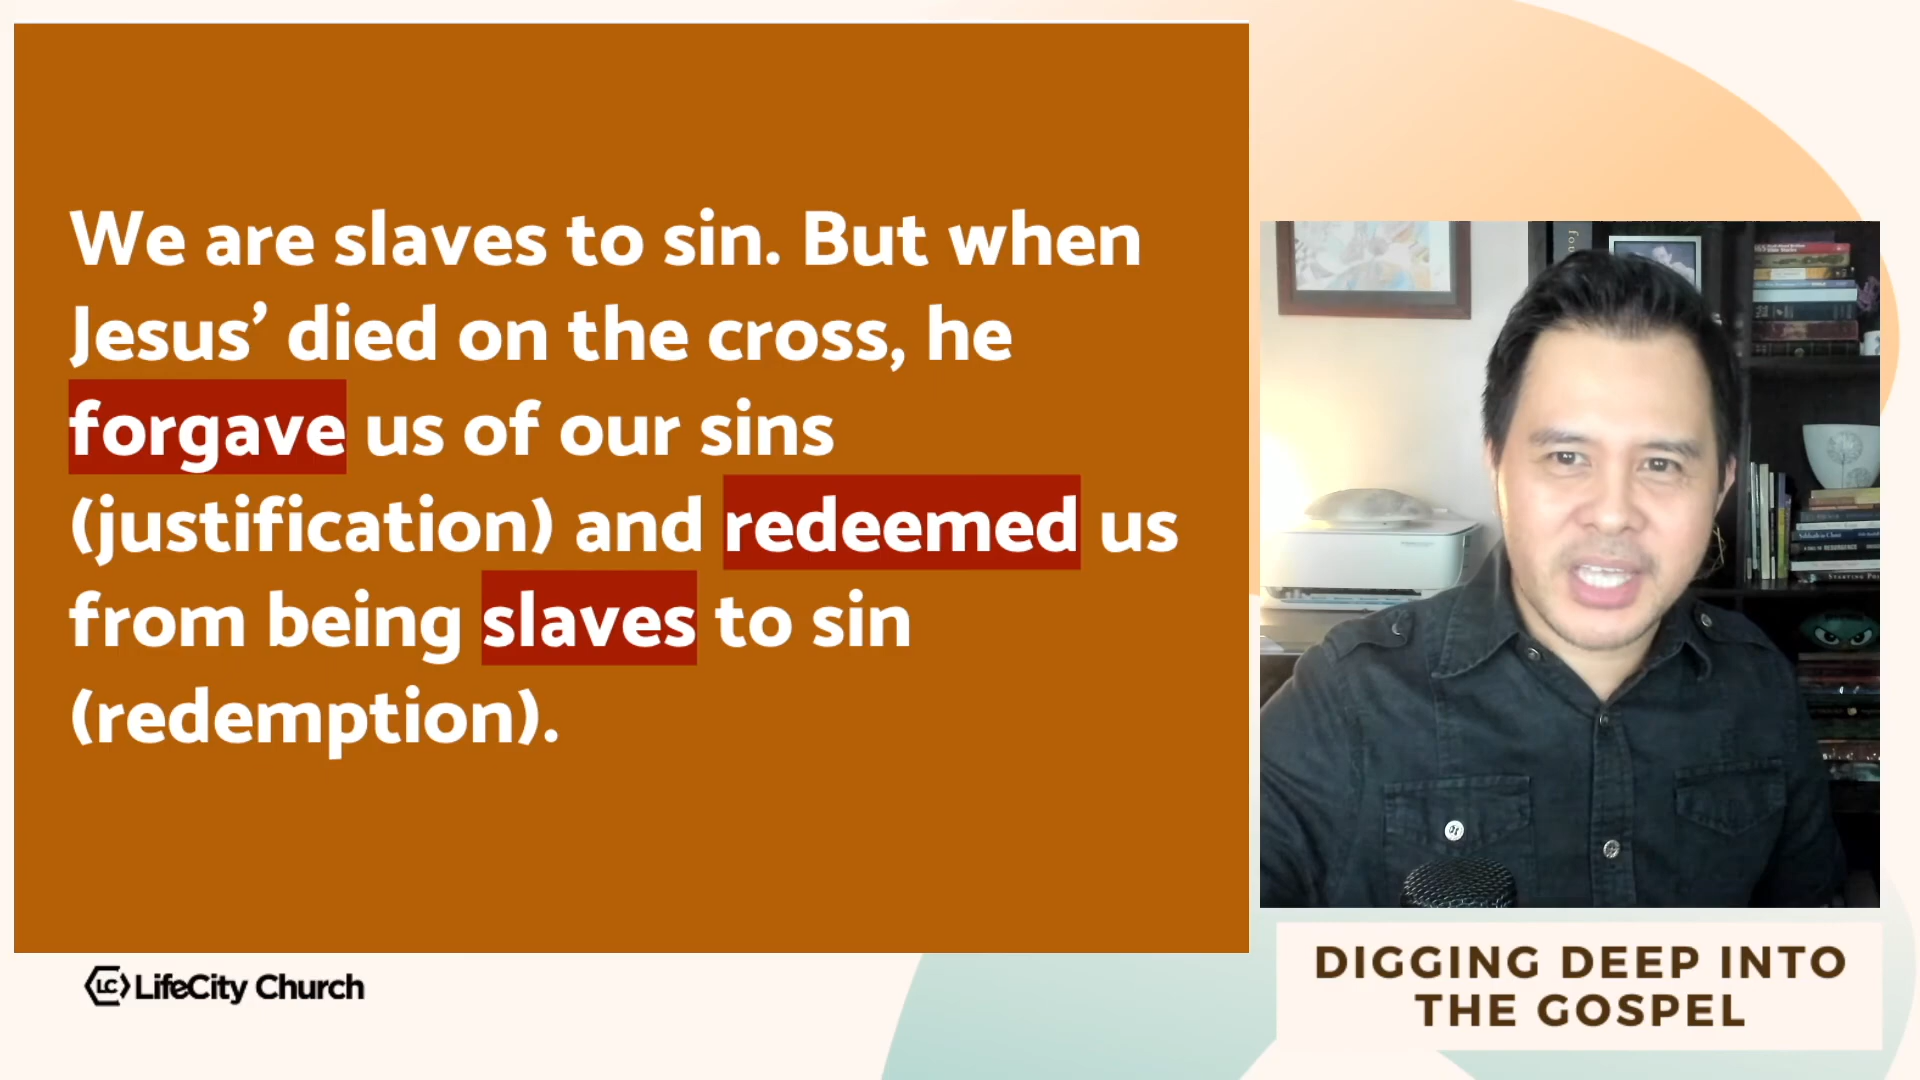 We are slaves to sin. But when
Jesus’ died on the cross, he
forgave us of our sins
(justification) and redeemed us
from being slaves to sin
(redemption).
LC LifeCity Church
DIGGING DEEP INTO
THE GOSPEL